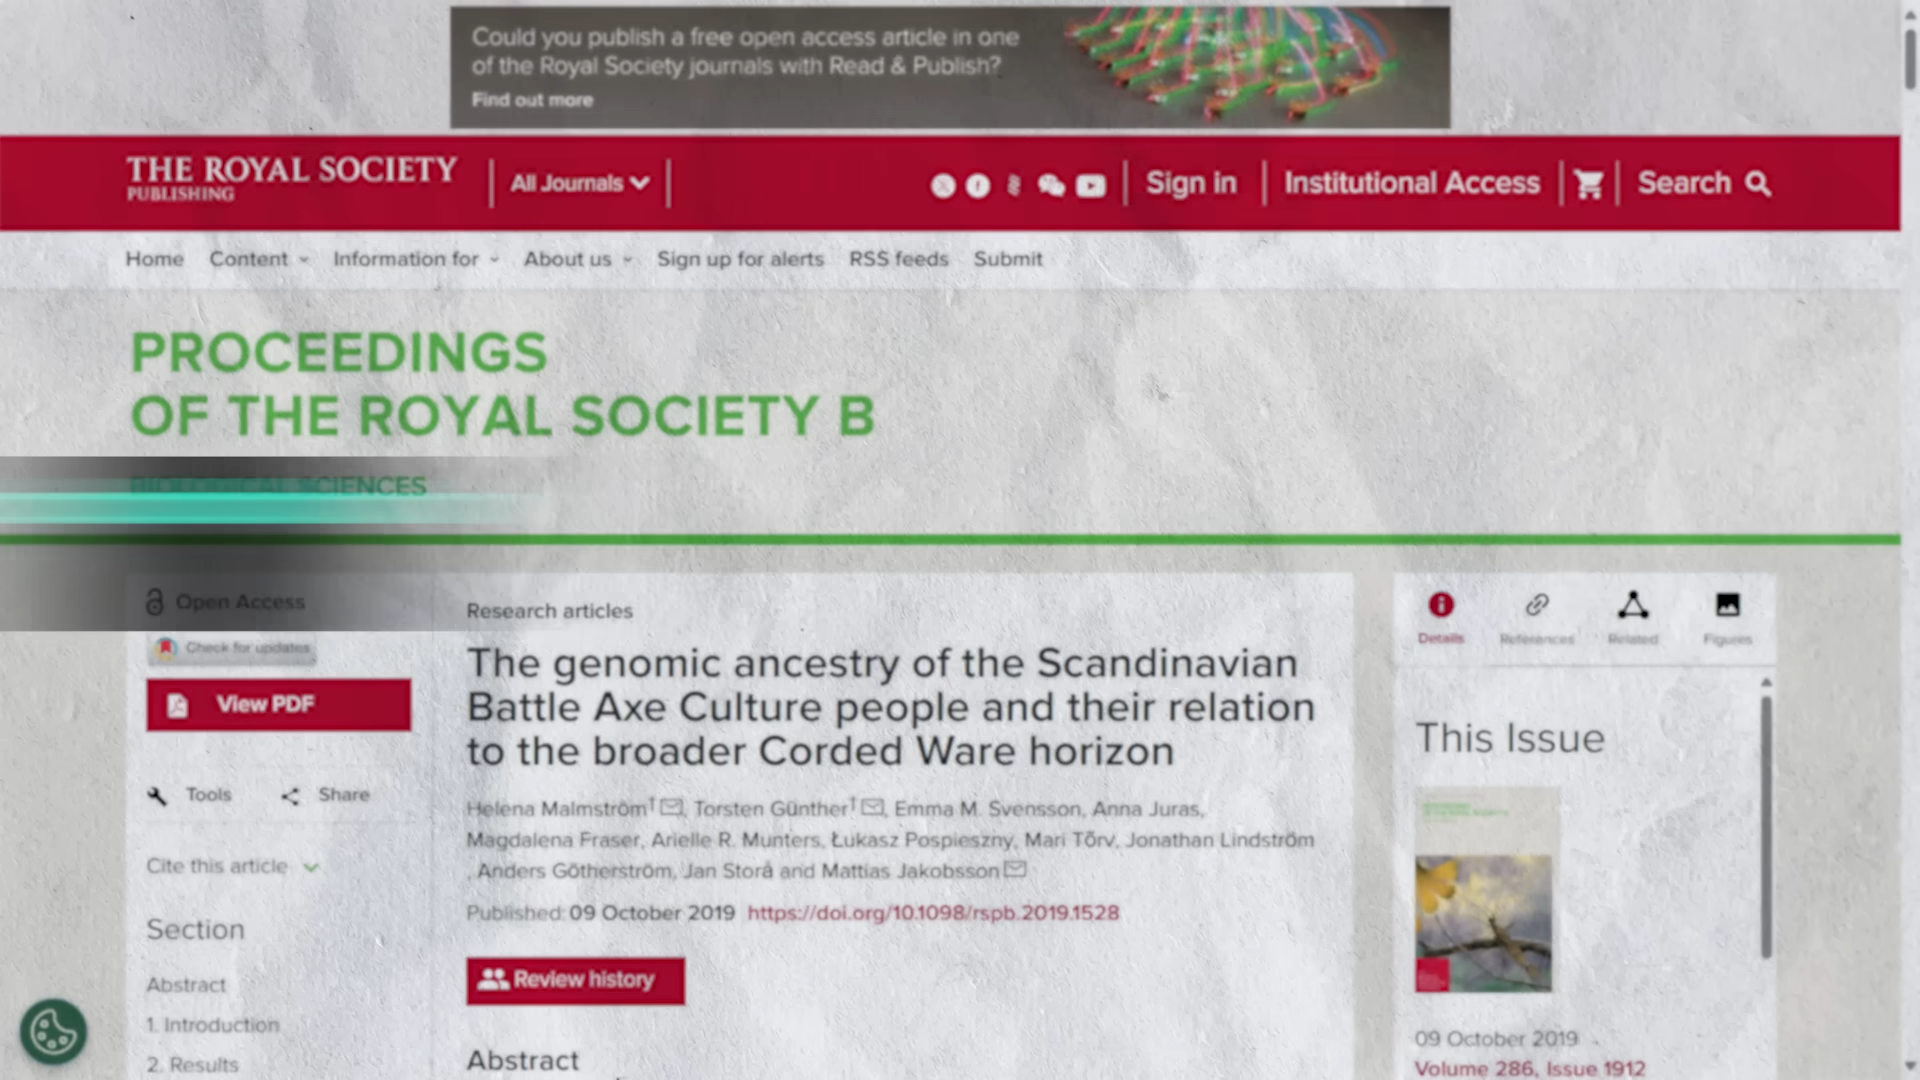 Could you publish a free open access article in one
of the Royal Society journals with Read & Publish?
Find out more
THE ROYAL SOCIETY
PUBLISHING
All Journals
Sign in
Institutional Access
Search
Home
Content
Information for
About us
Sign up for alerts
RSS feeds
Submit
PROCEEDINGS
OF THE ROYAL SOCIETY B
BIOLOGICAL SCIENCES
Open Access
Check for updates
View PDF
Tools
Share
Cite this article
Section
Abstract
1. Introduction
2. Results
Research articles
The genomic ancestry of the Scandinavian
Battle Axe Culture people and their relation
to the broader Corded Ware horizon
Helena Malmström†, Torsten Günther†, Emma M. Svensson, Anna Juras,
Magdalena Fraser, Arielle R. Munters, Łukasz Pospieszny, Mari Tõrv, Jonathan Lindström
, Anders Götherström, Jan Storå and Mattias Jakobsson
Published: 09 October 2019 https://doi.org/10.1098/rspb.2019.1528
Review history
Abstract
Details
References
Related
Figures
This Issue
09 October 2019
Volume 286, Issue 1912